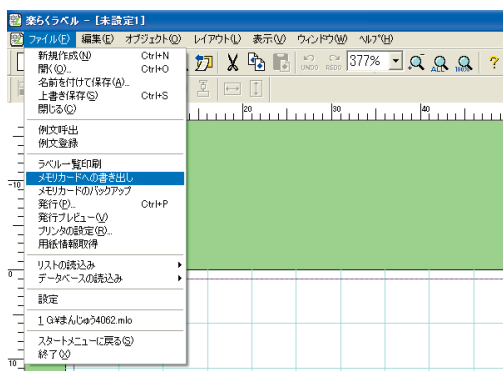 楽らくラベル - [未設定1]
ファイル(F) 編集(E) オブジェクト(O) レイアウト(L) 表示(V) ウィンドウ(W) ヘルプ(H)
新規作成(N) Ctrl+N
開く(O)... Ctrl+O
名前を付けて保存(A)...
上書き保存(S) Ctrl+S
閉じる(C)
例文呼出
例文登録
ラベル一覧印刷
メモリカードへの書き出し
メモリカードのバックアップ
発行(P)... Ctrl+P
発行プレビュー(V)
プリンタの設定(R)...
用紙情報取得
リストの読込み
データベースの読込み
設定
1 G:¥まんじゅう4062.mlo
スタートメニューに戻る(S)
終了(X)
UNDO REDO 377% ALL 100% ?
20 30 40
-10
0
10